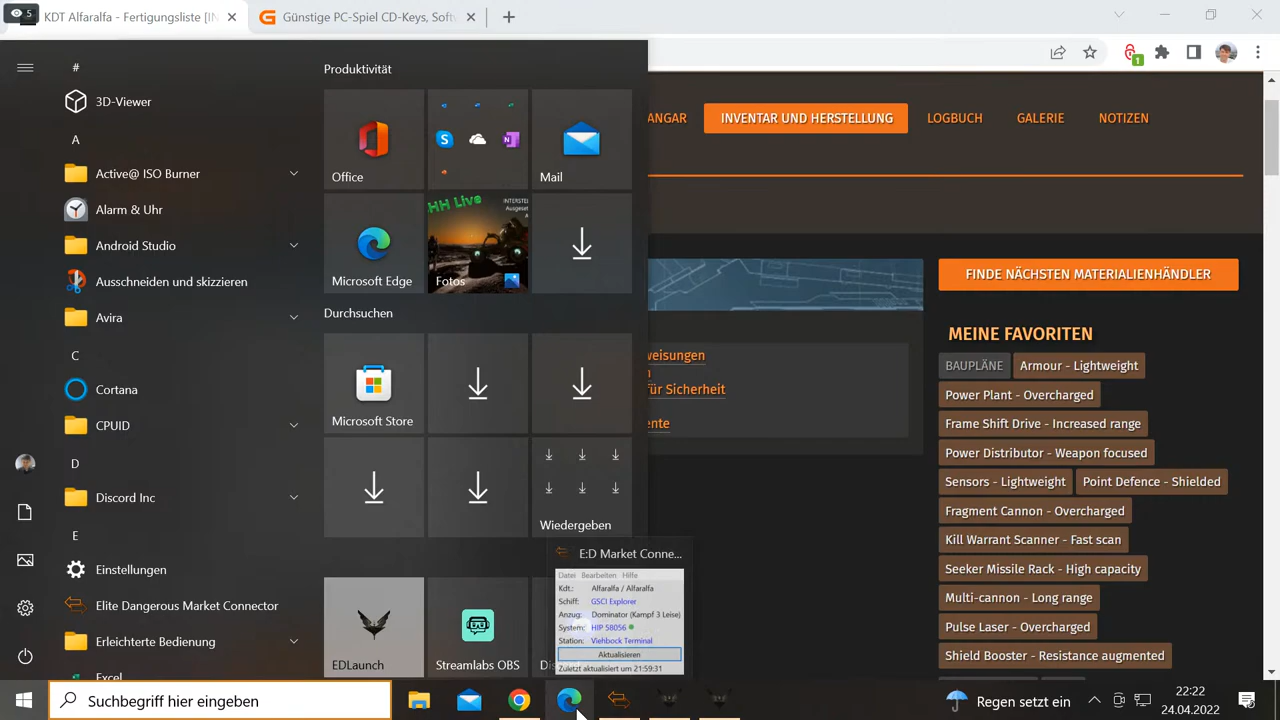 5
KDT Alfaralfa - Fertigungsliste [IN
Günstige PC-Spiel CD-Keys, Soft
1
#
3D-Viewer
A
Active@ ISO Burner
Alarm & Uhr
Android Studio
Ausschneiden und skizzieren
Avira
C
Cortana
CPUID
D
Discord Inc
E
Einstellungen
Elite Dangerous Market Connector
Erleichterte Bedienung
Excel
Produktivität
Office
Mail
Microsoft Edge
HH Live
Fotos
Durchsuchen
Microsoft Store
Wiedergeben
EDLaunch
Streamlabs OBS
E:D Market Conne...
Datei Bearbeiten Hilfe
Kdt.: Alfaralfa / Alfaralfa
Schiff: GSCI Explorer
Anzug: Dominator (Kampf 3 Leise)
System: HIP 58056
Station: Viehbock Terminal
Aktualisieren
Zuletzt aktualisiert um 21:59:31
ANGAR
INVENTAR UND HERSTELLUNG
LOGBUCH
GALERIE
NOTIZEN
weisungen
n
für Sicherheit
ente
FINDE NÄCHSTEN MATERIALIENHÄNDLER
MEINE FAVORITEN
BAUPLÄNE Armour - Lightweight
Power Plant - Overcharged
Frame Shift Drive - Increased range
Power Distributor - Weapon focused
Sensors - Lightweight Point Defence - Shielded
Fragment Cannon - Overcharged
Kill Warrant Scanner - Fast scan
Seeker Missile Rack - High capacity
Multi-cannon - Long range
Pulse Laser - Overcharged
Shield Booster - Resistance augmented
Suchbegriff hier eingeben
Regen setzt ein
22:22
24.04.2022